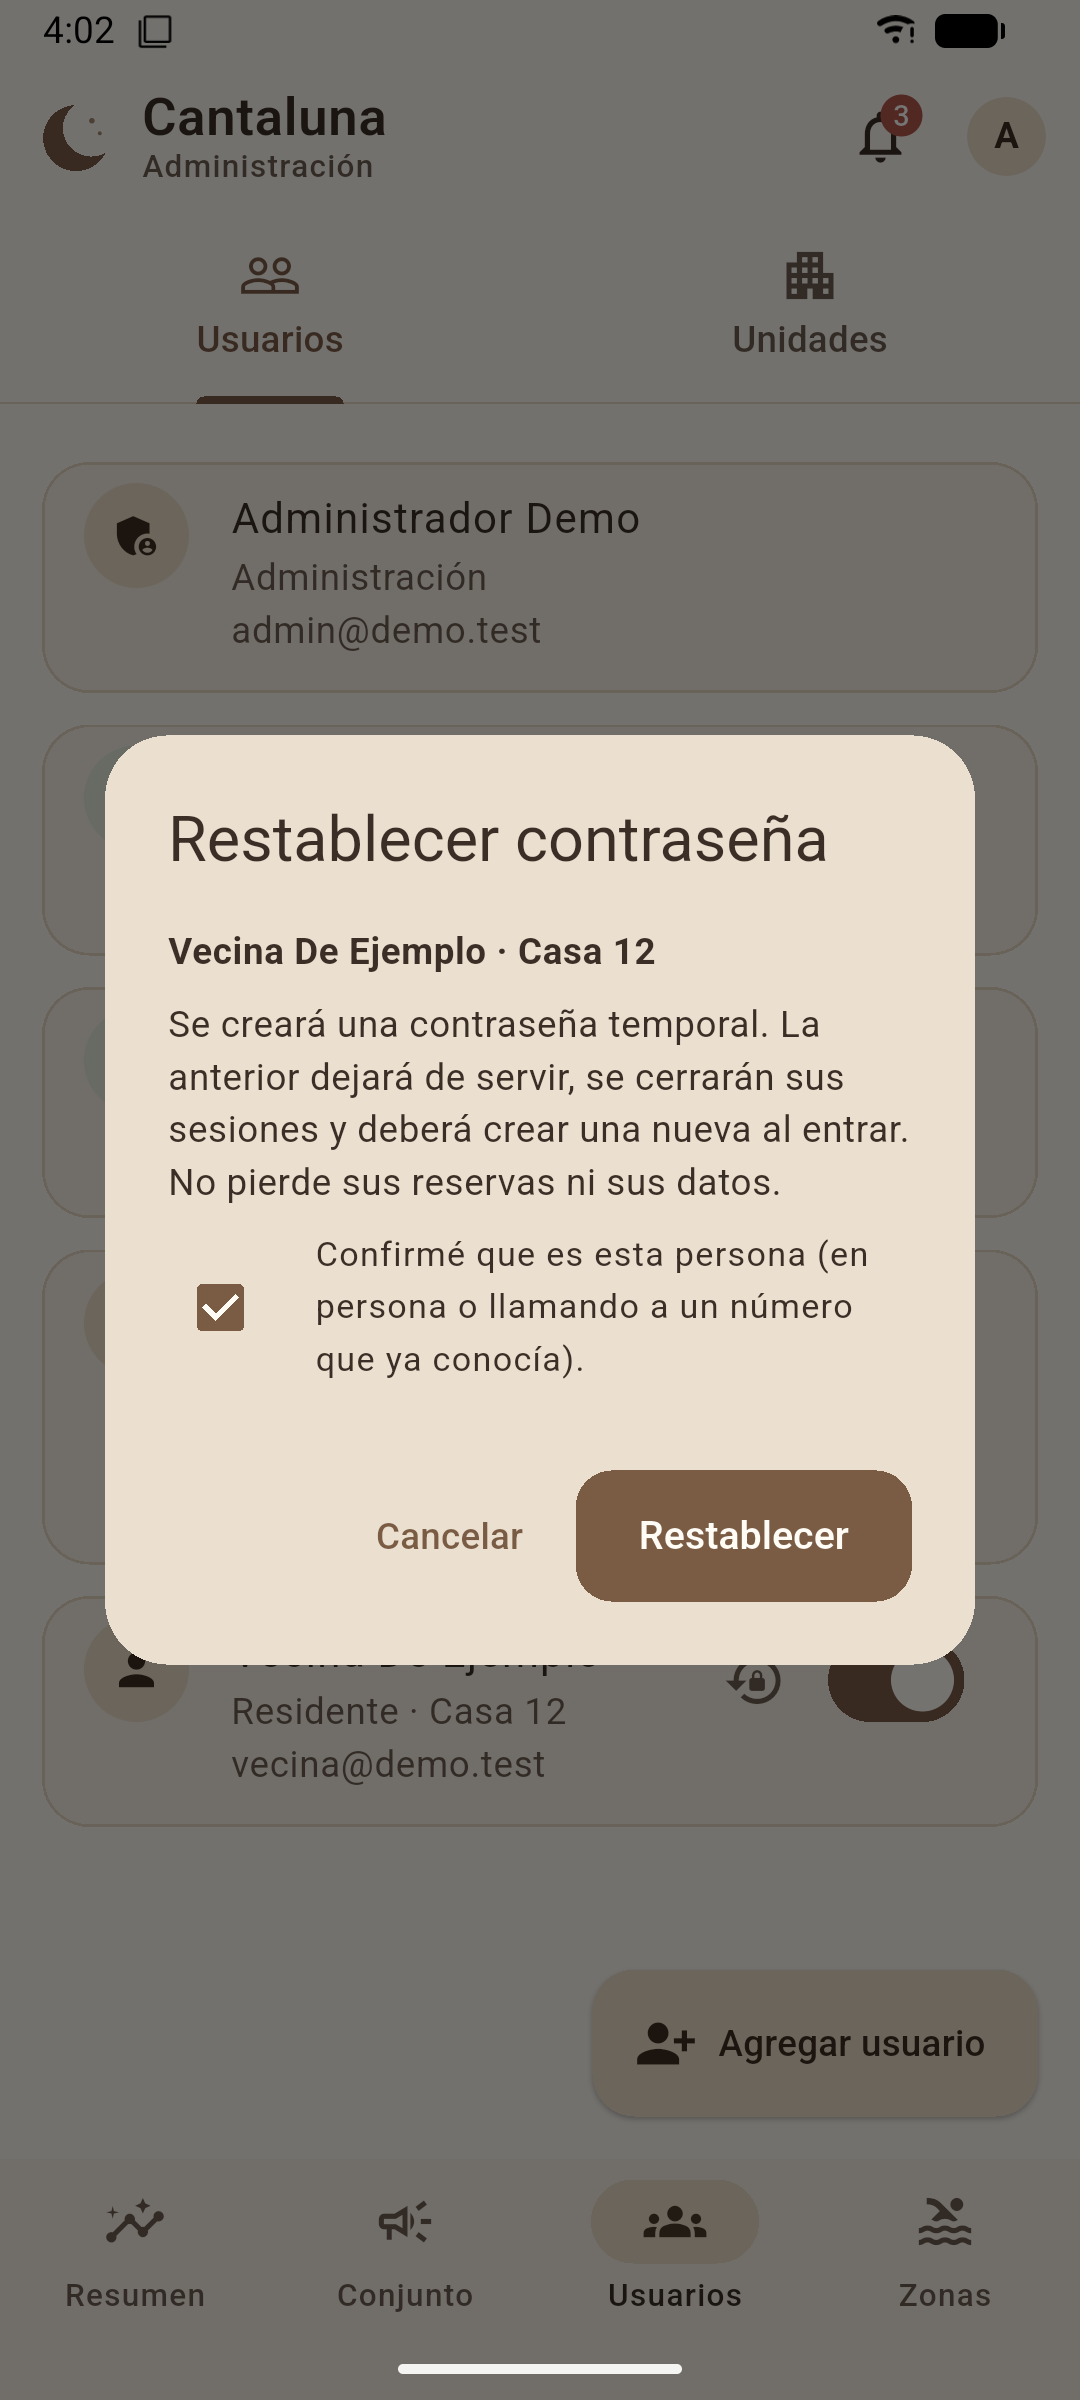 4:02
Cantaluna
Administración
3
A
Usuarios
Unidades
Administrador Demo
Administración
admin@demo.test
Restablecer contraseña
Vecina De Ejemplo · Casa 12
Se creará una contraseña temporal. La
anterior dejará de servir, se cerrarán sus
sesiones y deberá crear una nueva al entrar.
No pierde sus reservas ni sus datos.
Confirmé que es esta persona (en
persona o llamando a un número
que ya conocía).
Cancelar
Restablecer
Residente · Casa 12
vecina@demo.test
Agregar usuario
Resumen
Conjunto
Usuarios
Zonas